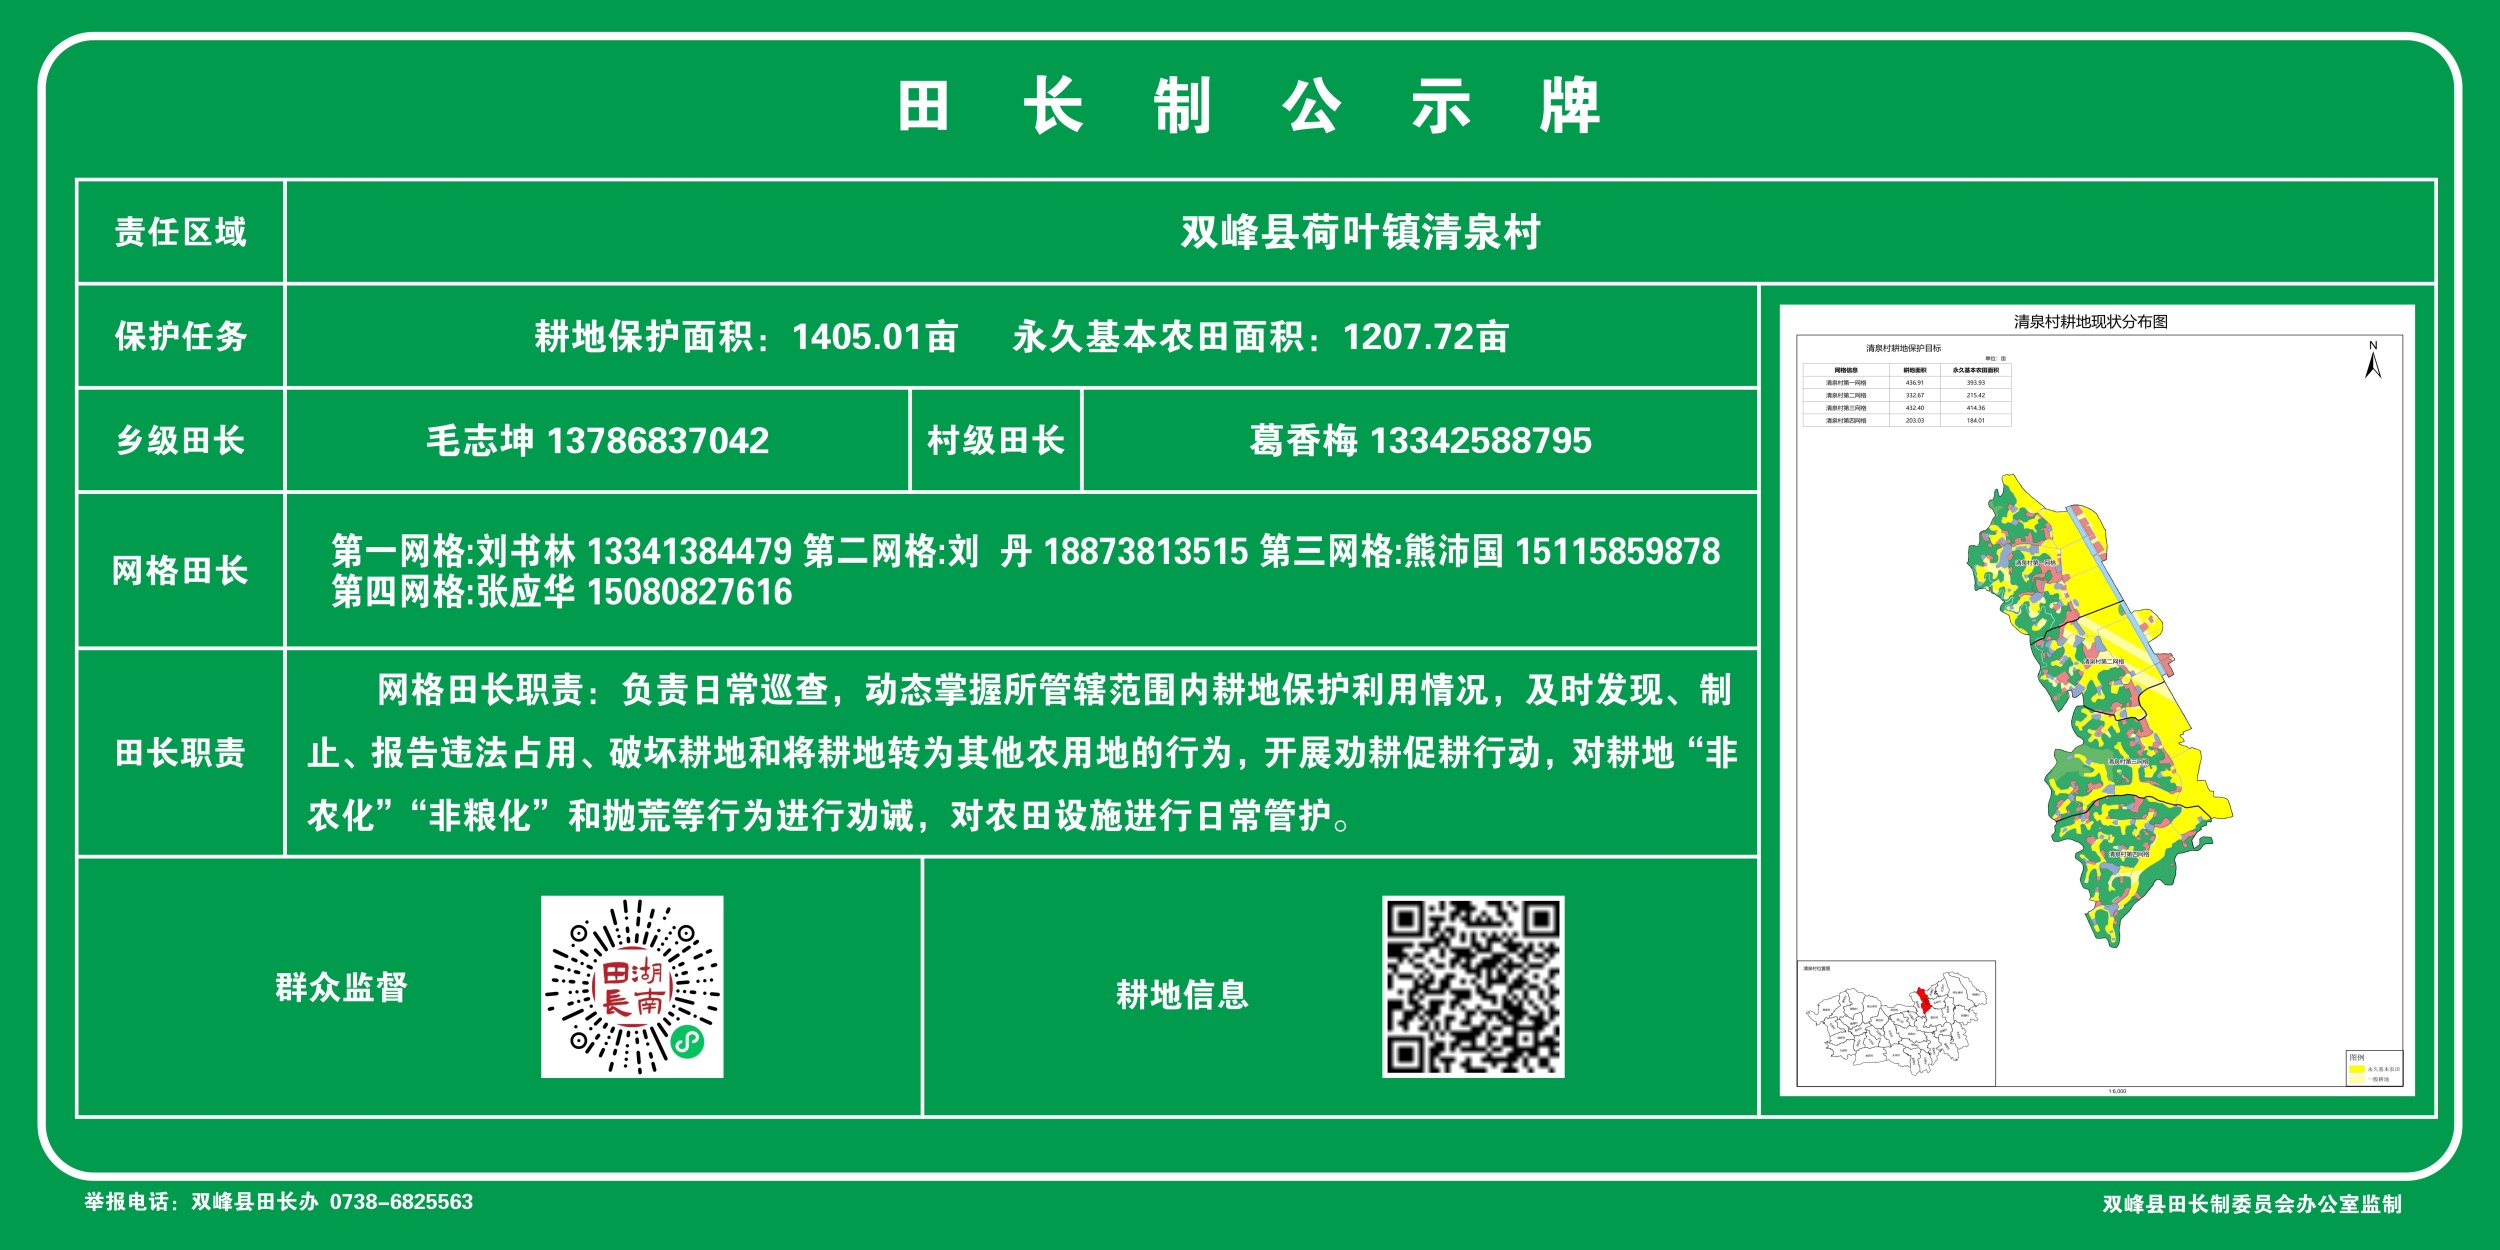 田长制公示牌
责任区域
双峰县荷叶镇清泉村
保护任务
耕地保护面积：1405.01亩 永久基本农田面积：1207.72亩
乡级田长
毛志坤 13786837042
村级田长
葛香梅 13342588795
网格田长
第一网格:刘书林 13341384479 第二网格:刘 丹 18873813515 第三网格:熊沛国 15115859878
第四网格:张应华 15080827616
田长职责
网格田长职责：负责日常巡查，动态掌握所管辖范围内耕地保护利用情况，及时发现、制
止、报告违法占用、破坏耕地和将耕地转为其他农用地的行为，开展劝耕促耕行动，对耕地“非
农化”“非粮化”和抛荒等行为进行劝诫，对农田设施进行日常管护。
群众监督
田长
湖南
耕地信息
清泉村耕地现状分布图
清泉村耕地保护目标
单位：亩
网格信息 耕地面积 永久基本农田面积
清泉村第一网格 436.91 393.93
清泉村第二网格 332.67 215.42
清泉村第三网格 432.40 414.36
清泉村第四网格 203.03 184.01
N
清泉村第一网格
清泉村第二网格
清泉村第三网格
清泉村第四网格
清泉村位置图
图例
永久基本农田
一般耕地
1:6,000
举报电话：双峰县田长办 0738-6825563
双峰县田长制委员会办公室监制